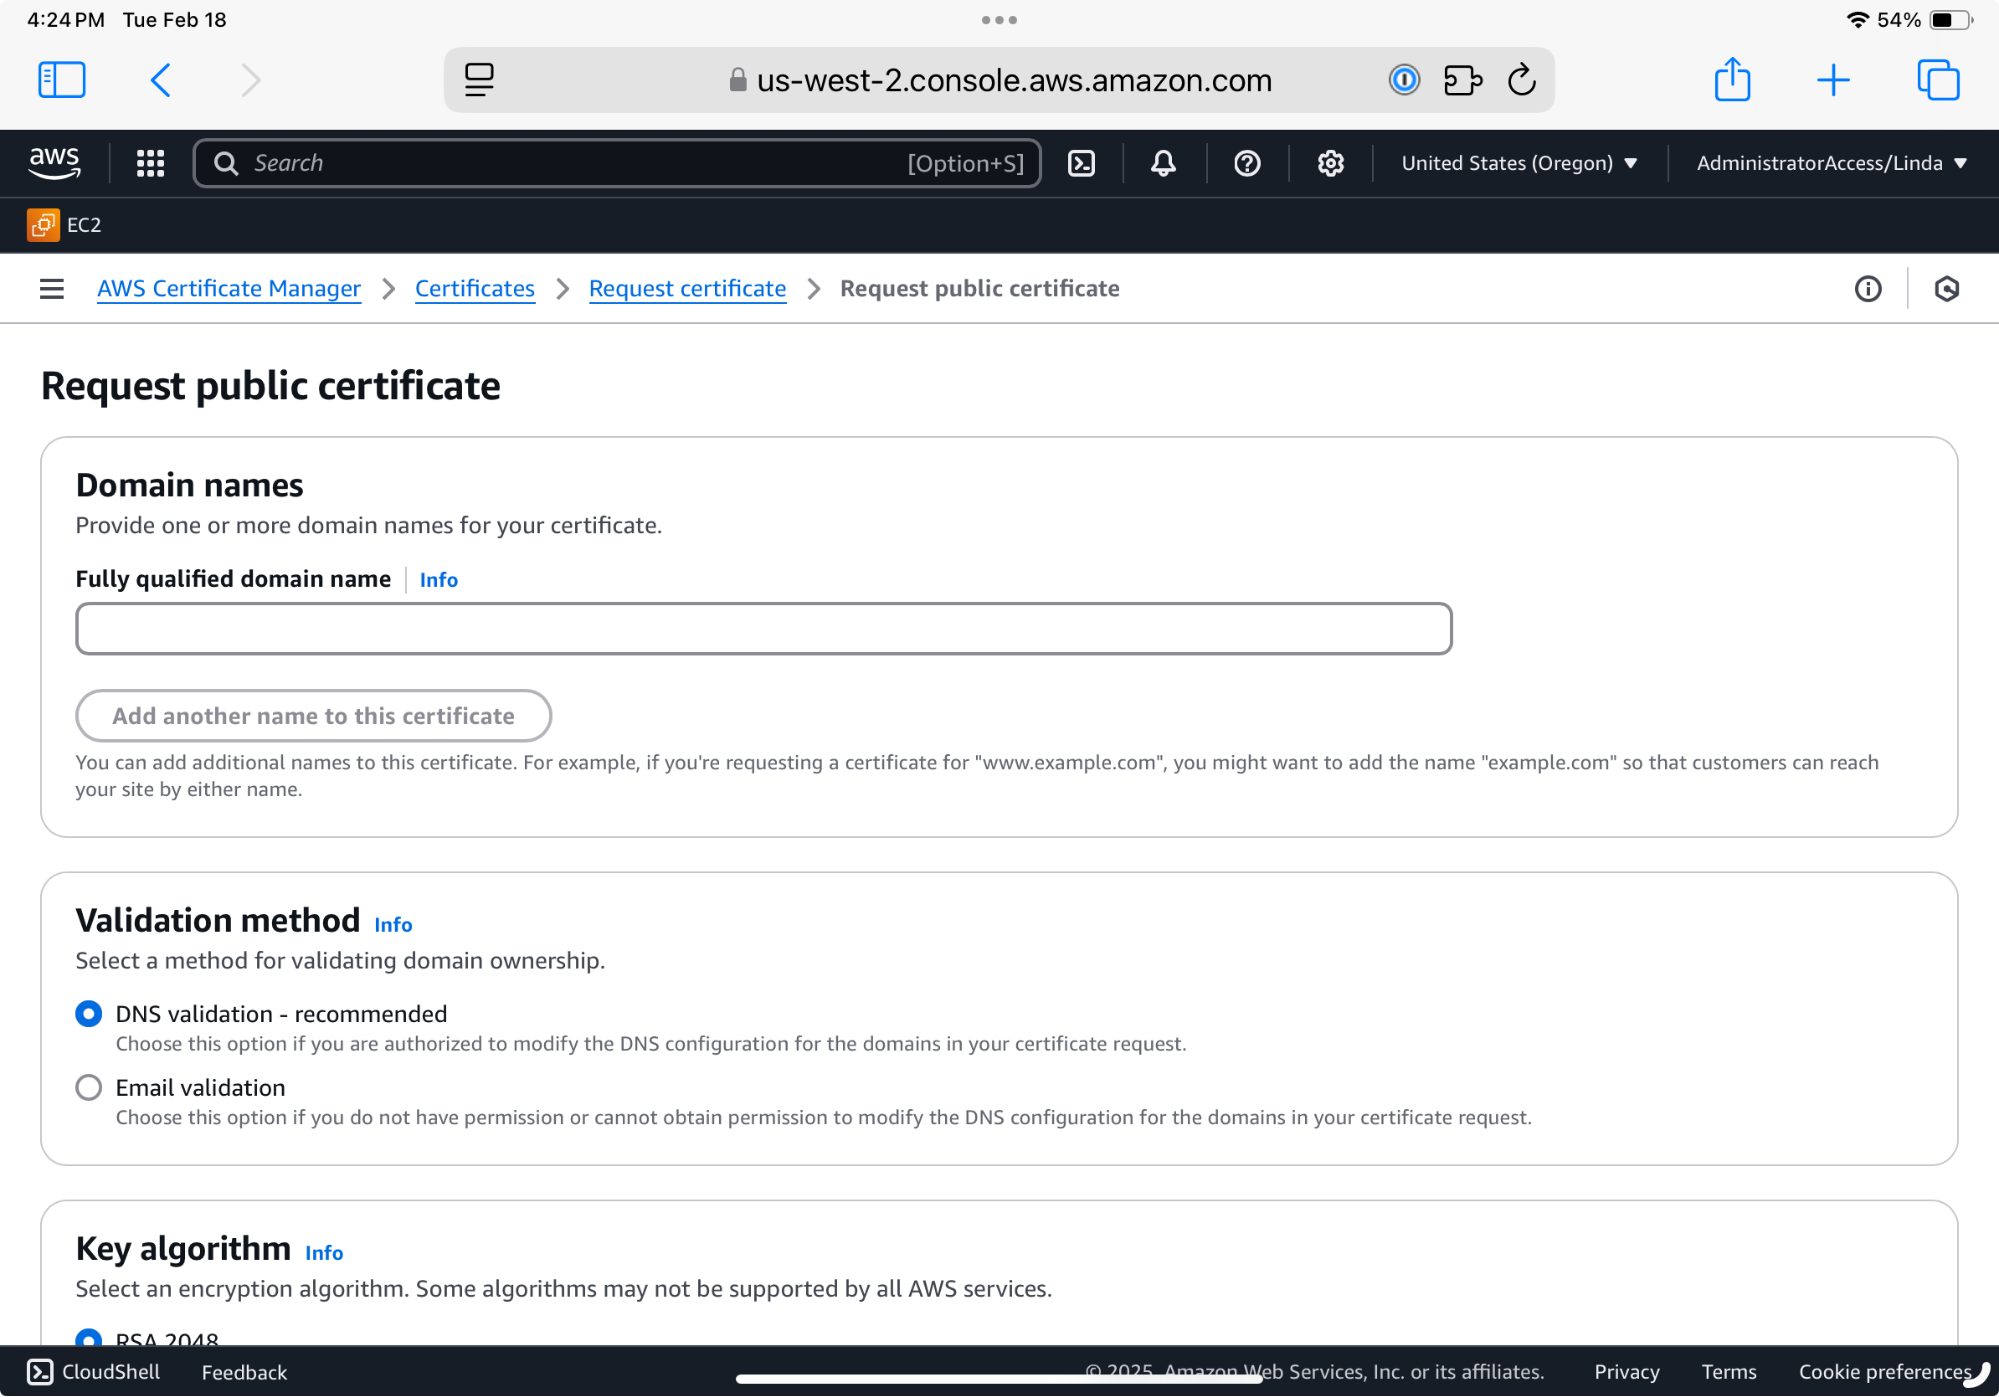 4:24 PM Tue Feb 18
54%
us-west-2.console.aws.amazon.com
aws
Search
[Option+S]
United States (Oregon)
AdministratorAccess/Linda
EC2
AWS Certificate Manager
Certificates
Request certificate
Request public certificate
Request public certificate
Domain names
Provide one or more domain names for your certificate.
Fully qualified domain name
Info
Add another name to this certificate
You can add additional names to this certificate. For example, if you're requesting a certificate for "www.example.com", you might want to add the name "example.com" so that customers can reach
your site by either name.
Validation method Info
Select a method for validating domain ownership.
DNS validation - recommended
Choose this option if you are authorized to modify the DNS configuration for the domains in your certificate request.
Email validation
Choose this option if you do not have permission or cannot obtain permission to modify the DNS configuration for the domains in your certificate request.
Key algorithm Info
Select an encryption algorithm. Some algorithms may not be supported by all AWS services.
RSA 2048
CloudShell
Feedback
© 2025, Amazon Web Services, Inc. or its affiliates.
Privacy
Terms
Cookie preferences